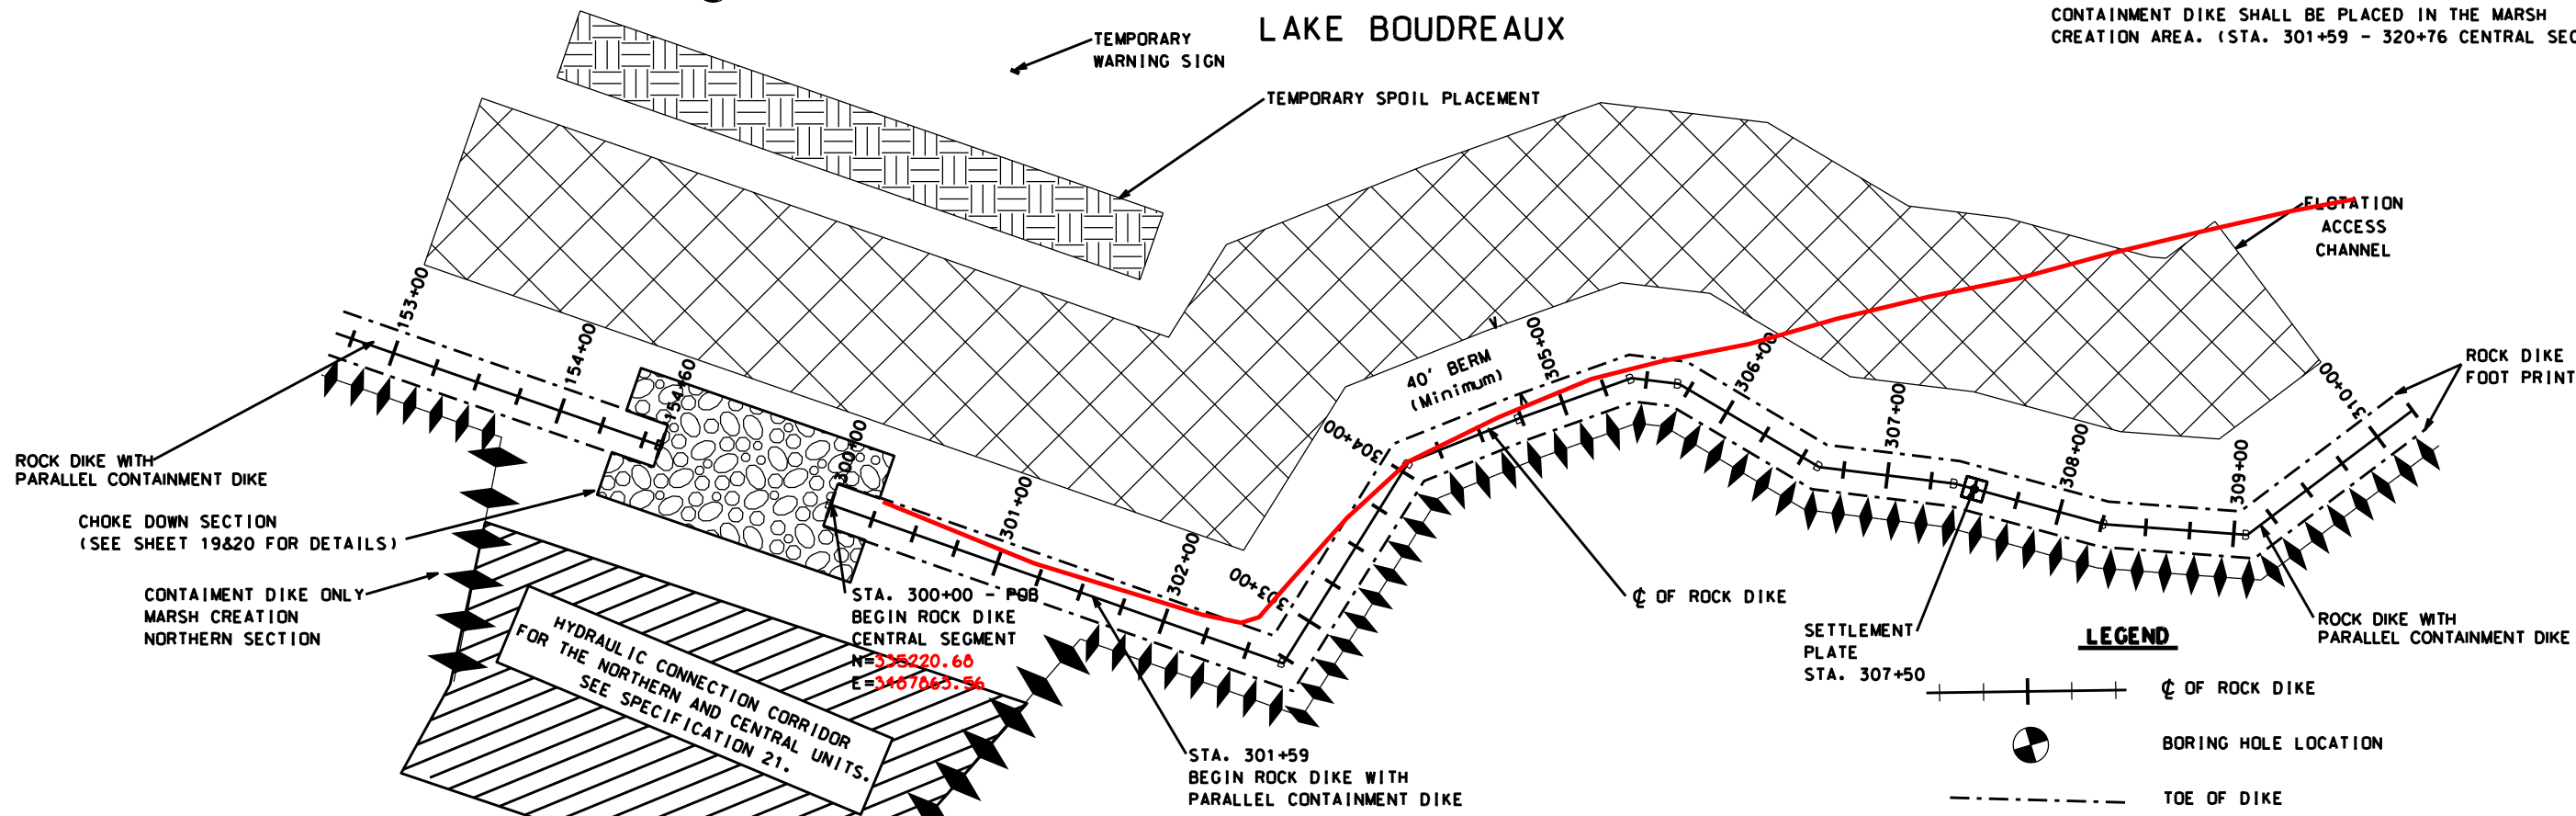 LAKE BOUDREAUX
CONTAINMENT DIKE SHALL BE PLACED IN THE MARSH
CREATION AREA. (STA. 301+59 - 320+76 CENTRAL
TEMPORARY
WARNING SIGN
TEMPORARY SPOIL PLACEMENT
FLOTATION
ACCESS
CHANNEL
153+00
154+00
154+60
300+00
301+00
302+00
303+00
304+00
305+00
306+00
307+00
308+00
309+00
310+00
40' BERM
(Minimum)
ROCK DIKE
FOOT PRINT
ROCK DIKE WITH
PARALLEL CONTAINMENT DIKE
CHOKE DOWN SECTION
(SEE SHEET 19&20 FOR DETAILS)
CONTAIMENT DIKE ONLY
MARSH CREATION
NORTHERN SECTION
STA. 300+00 - POB
BEGIN ROCK DIKE
CENTRAL SEGMENT
N=335220.68
E=3487863.56
HYDRAULIC CONNECTION CORRIDOR
FOR THE NORTHERN AND CENTRAL UNITS.
SEE SPECIFICATION 21.
STA. 301+59
BEGIN ROCK DIKE WITH
PARALLEL CONTAINMENT DIKE
℄ OF ROCK DIKE
SETTLEMENT
PLATE
STA. 307+50
ROCK DIKE WITH
PARALLEL CONTAINMENT DIKE
LEGEND
℄ OF ROCK DIKE
BORING HOLE LOCATION
TOE OF DIKE